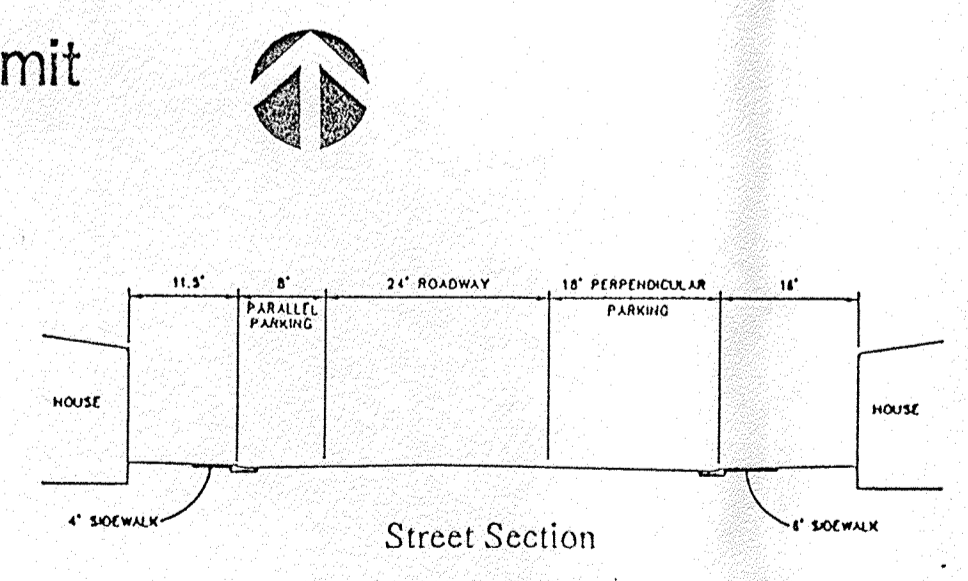 mit
11.5' 8' 24' ROADWAY 18' PERPENDICULAR 16'
PARALLEL PARKING
PARKING
HOUSE HOUSE
4' SIDEWALK 6' SIDEWALK
Street Section